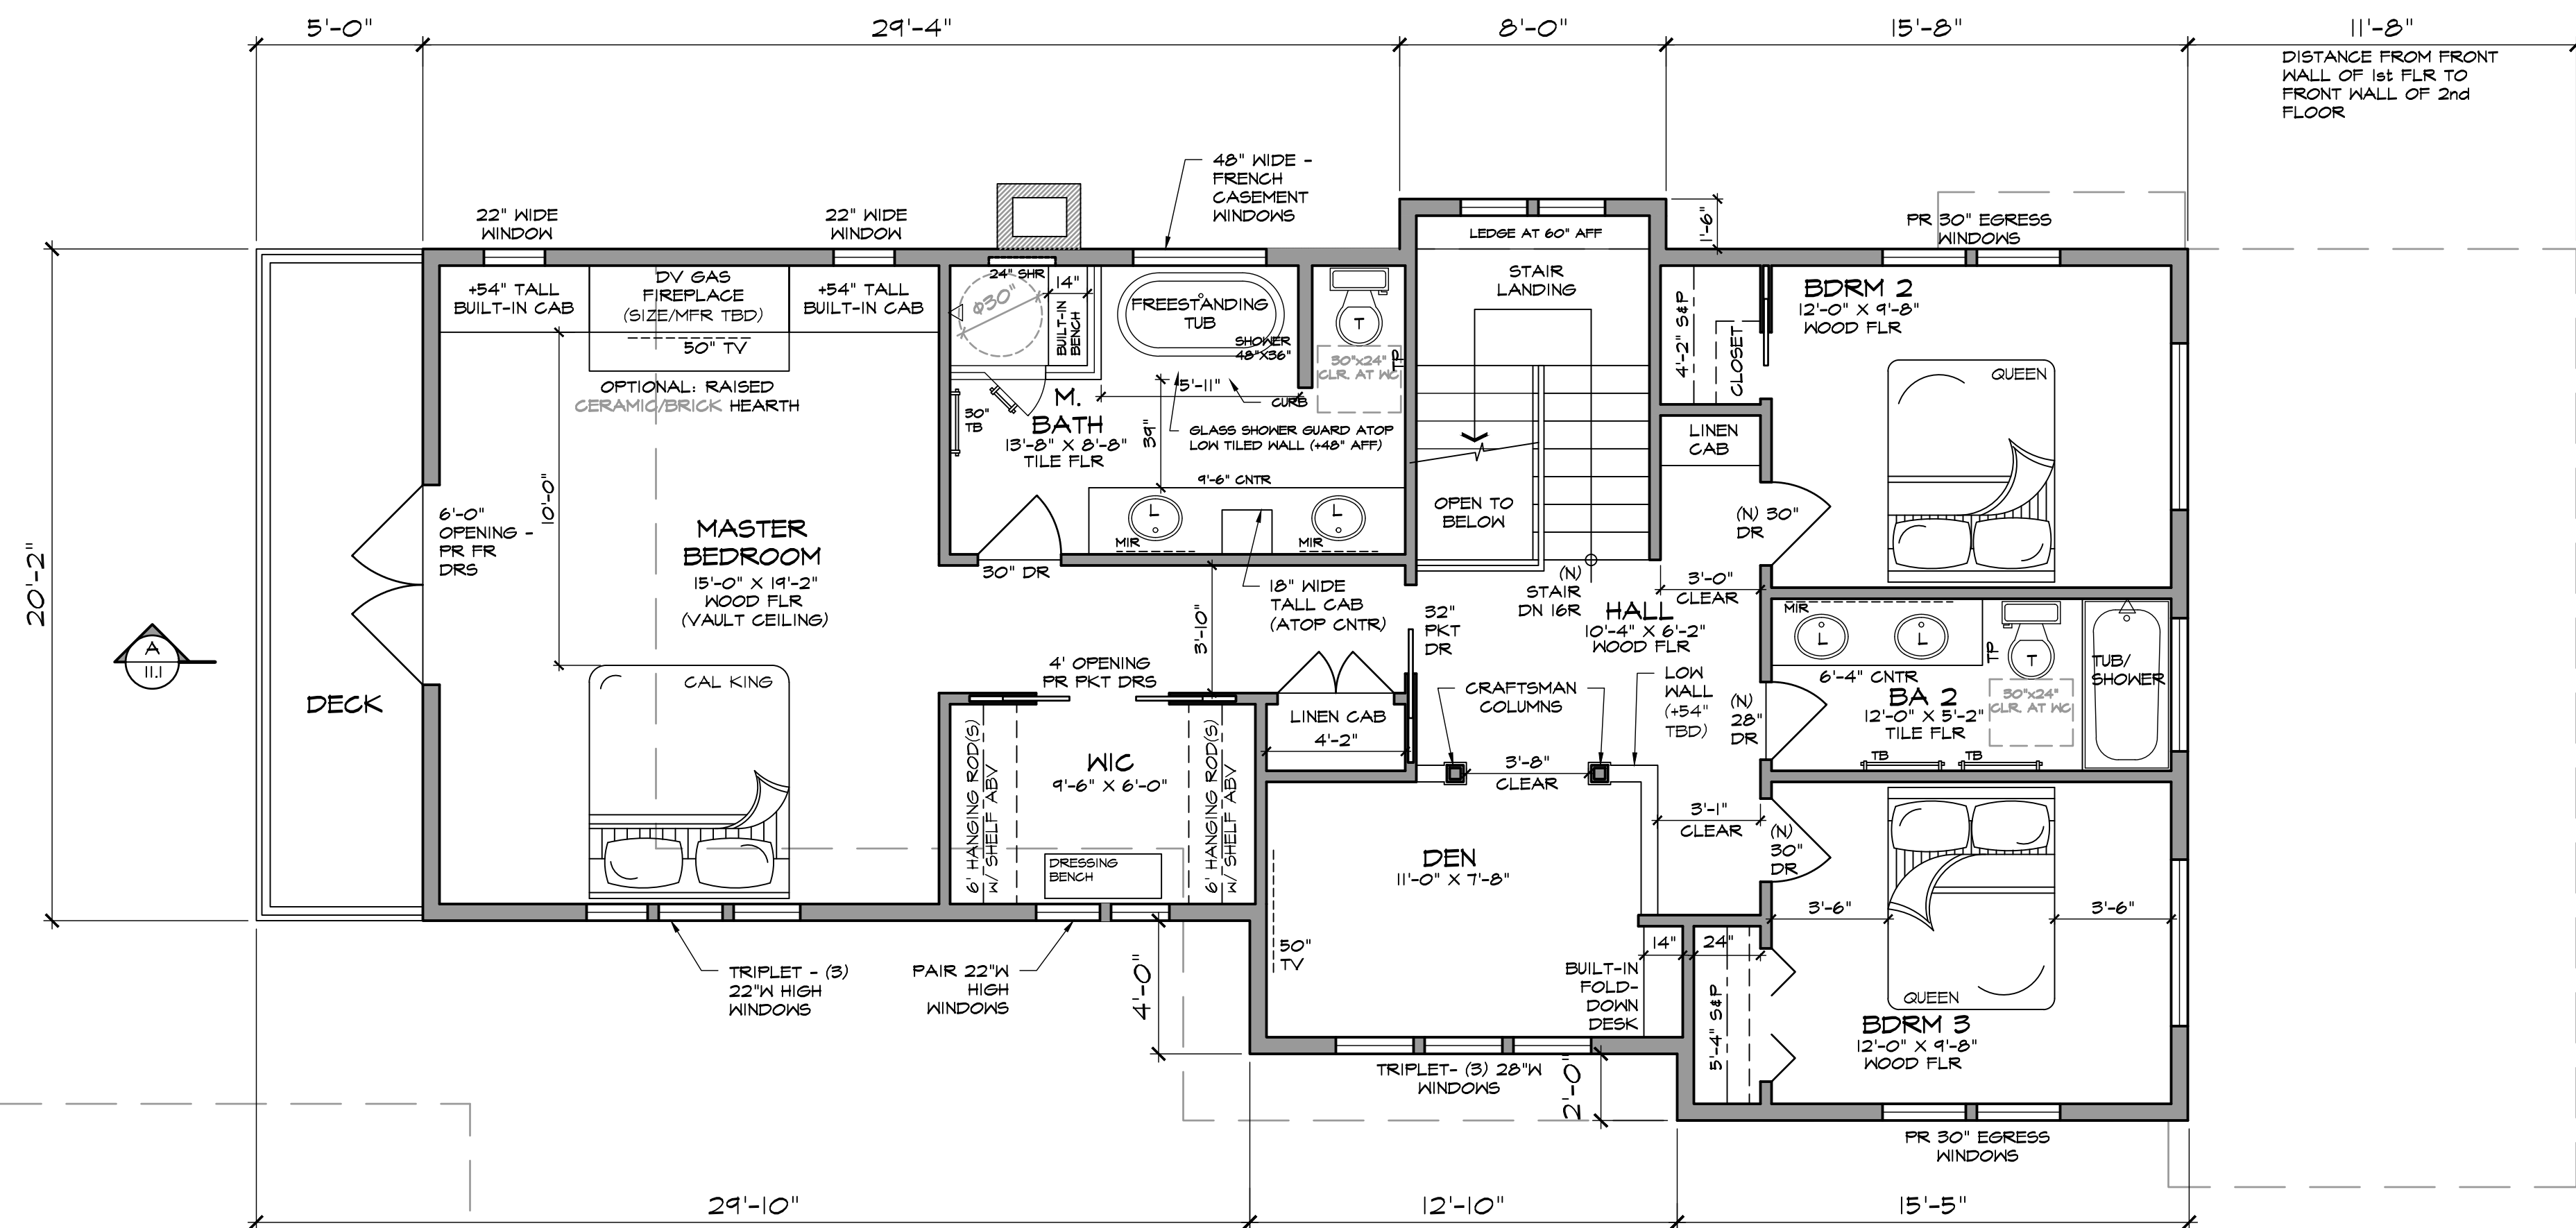 5'-0"
29'-4"
8'-0"
15'-8"
11'-8"
DISTANCE FROM FRONT
WALL OF 1st FLR TO
FRONT WALL OF 2nd
FLOOR
48" WIDE -
FRENCH
CASEMENT
WINDOWS
22" WIDE
WINDOW
22" WIDE
WINDOW
1'-6"
PR 30" EGRESS
WINDOWS
LEDGE AT 60" AFF
STAIR
LANDING
+54" TALL
BUILT-IN CAB
DV GAS
FIREPLACE
(SIZE/MFR TBD)
50" TV
+54" TALL
BUILT-IN CAB
OPTIONAL: RAISED
CERAMIC/BRICK HEARTH
24" SHR
Φ30"
14"
BUILT-IN
BENCH
FREESTANDING
TUB
SHOWER
48"X36"
T
TP
30"x24"
CLR. AT WC
5'-11"
CURB
30"
TB
M.
BATH
13'-8" X 8'-8"
TILE FLR
39"
GLASS SHOWER GUARD ATOP
LOW TILED WALL (+48" AFF)
9'-6" CNTR
L
L
MIR
MIR
30" DR
18" WIDE
TALL CAB
(ATOP CNTR)
4'-2" S&P
CLOSET
BDRM 2
12'-0" X 9'-8"
WOOD FLR
QUEEN
LINEN
CAB
(N) 30"
DR
OPEN TO
BELOW
(N)
STAIR
DN 16R
3'-0"
CLEAR
HALL
10'-4" X 6'-2"
WOOD FLR
32"
PKT
DR
20'-2"
A
11.1
DECK
6'-0"
OPENING -
PR FR
DRS
10'-0"
MASTER
BEDROOM
15'-0" X 19'-2"
WOOD FLR
(VAULT CEILING)
CAL KING
3'-10"
4' OPENING
PR PKT DRS
6' HANGING ROD(S)
W/ SHELF ABV
WIC
9'-6" X 6'-0"
6' HANGING ROD(S)
W/ SHELF ABV
DRESSING
BENCH
LINEN CAB
4'-2"
CRAFTSMAN
COLUMNS
LOW
WALL
(+54"
TBD)
3'-8"
CLEAR
(N)
28"
DR
MIR
L
L
6'-4" CNTR
TP
T
30"x24"
CLR. AT WC
BA 2
12'-0" X 5'-2"
TILE FLR
TB
TB
TUB/
SHOWER
3'-1"
CLEAR
(N)
30"
DR
DEN
11'-0" X 7'-8"
50"
TV
14"
24"
BUILT-IN
FOLD-
DOWN
DESK
5'-4" S&P
3'-6"
3'-6"
QUEEN
BDRM 3
12'-0" X 9'-8"
WOOD FLR
TRIPLET - (3)
22"W HIGH
WINDOWS
PAIR 22"W
HIGH
WINDOWS
4'-0"
TRIPLET- (3) 28"W
WINDOWS
2'-0"
PR 30" EGRESS
WINDOWS
29'-10"
12'-10"
15'-5"